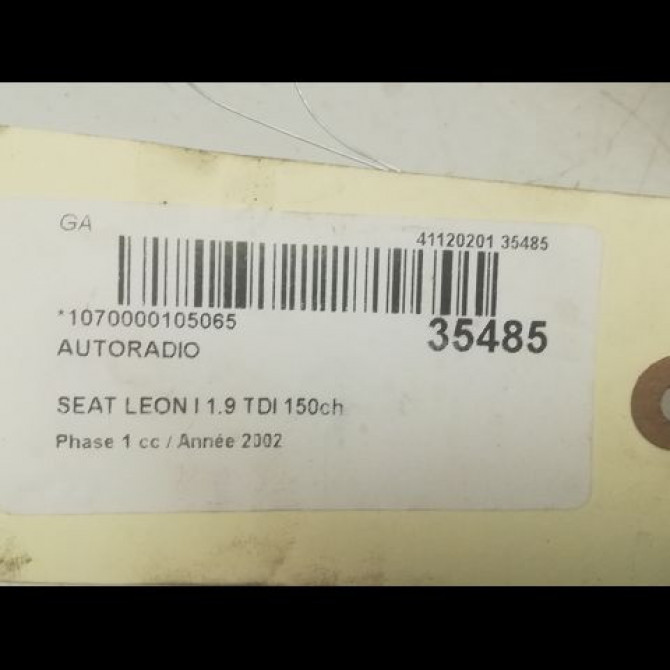 GA
41120201 35485
*1070000105065
35485
AUTORADIO
SEAT LEON I 1.9 TDI 150ch
Phase 1 cc / Année 2002